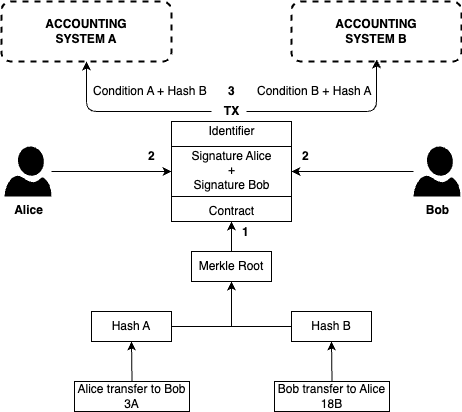 ACCOUNTING
SYSTEM A
ACCOUNTING
SYSTEM B
Condition A + Hash B
3
Condition B + Hash A
TX
Identifier
2
Signature Alice
+
Signature Bob
2
Alice
Bob
Contract
1
Merkle Root
Hash A
Hash B
Alice transfer to Bob
3A
Bob transfer to Alice
18B